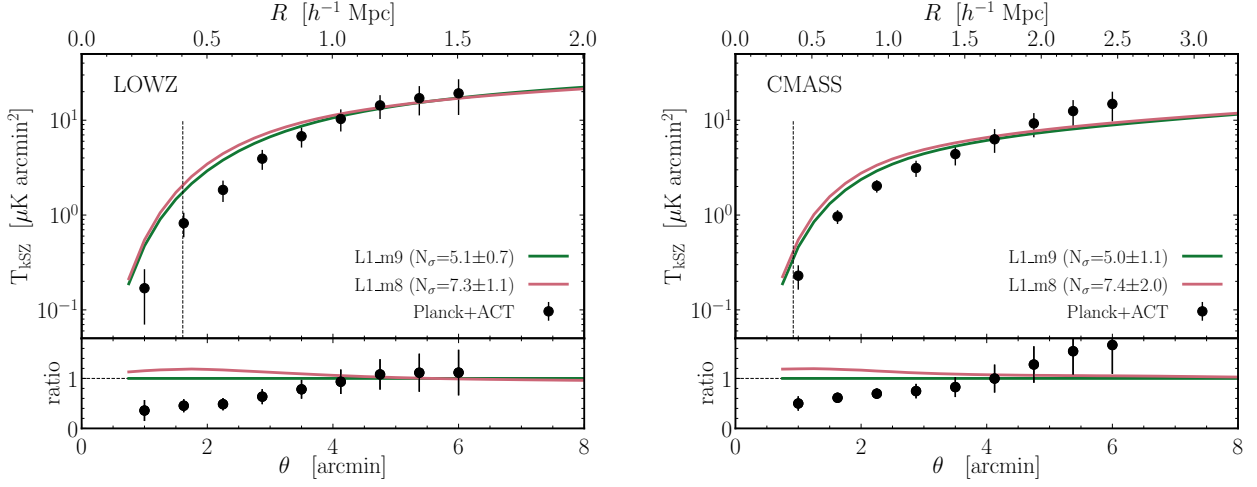 R [h⁻¹ Mpc]
0.0 0.5 1.0 1.5 2.0
LOWZ
T_kSZ [μK arcmin²]
10¹
10⁰
10⁻¹
L1_m9 (N_σ=5.1±0.7)
L1_m8 (N_σ=7.3±1.1)
Planck+ACT
ratio
1
0
0 2 4 6 8
θ [arcmin]
R [h⁻¹ Mpc]
0.0 0.5 1.0 1.5 2.0 2.5 3.0
CMASS
T_kSZ [μK arcmin²]
10¹
10⁰
10⁻¹
L1_m9 (N_σ=5.0±1.1)
L1_m8 (N_σ=7.4±2.0)
Planck+ACT
ratio
1
0
0 2 4 6 8
θ [arcmin]